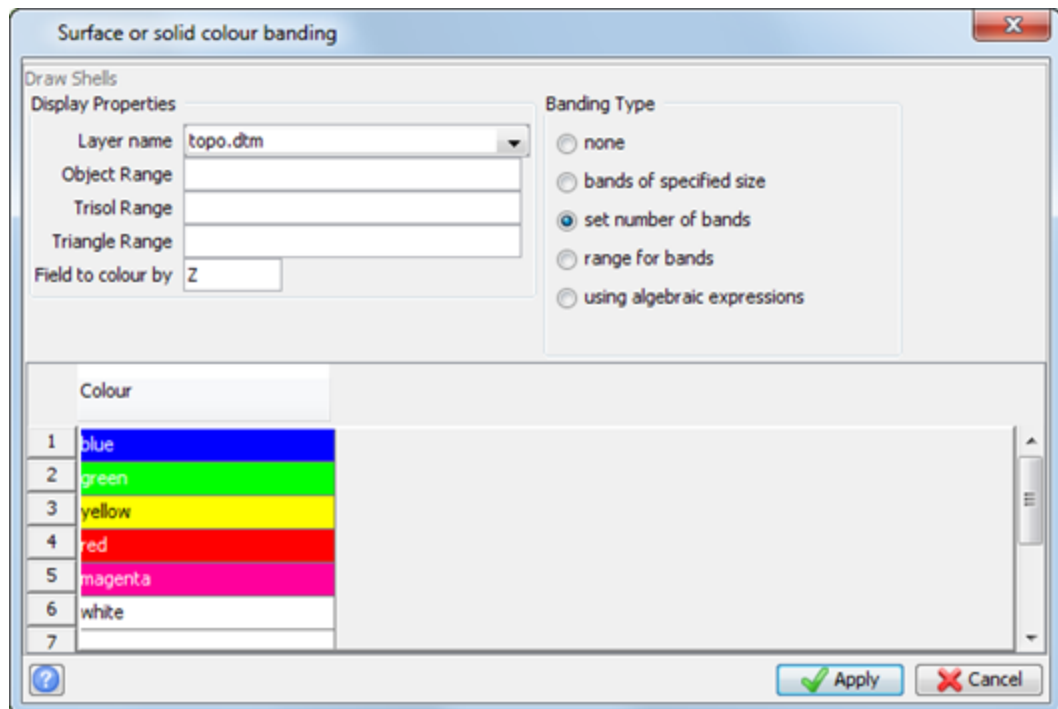 Surface or solid colour banding
Draw Shells
Display Properties
Layer name topo.dtm
Object Range
Trisol Range
Triangle Range
Field to colour by Z
Banding Type
none
bands of specified size
set number of bands
range for bands
using algebraic expressions
Colour
1 blue
2 green
3 yellow
4 red
5 magenta
6 white
7
? Apply Cancel